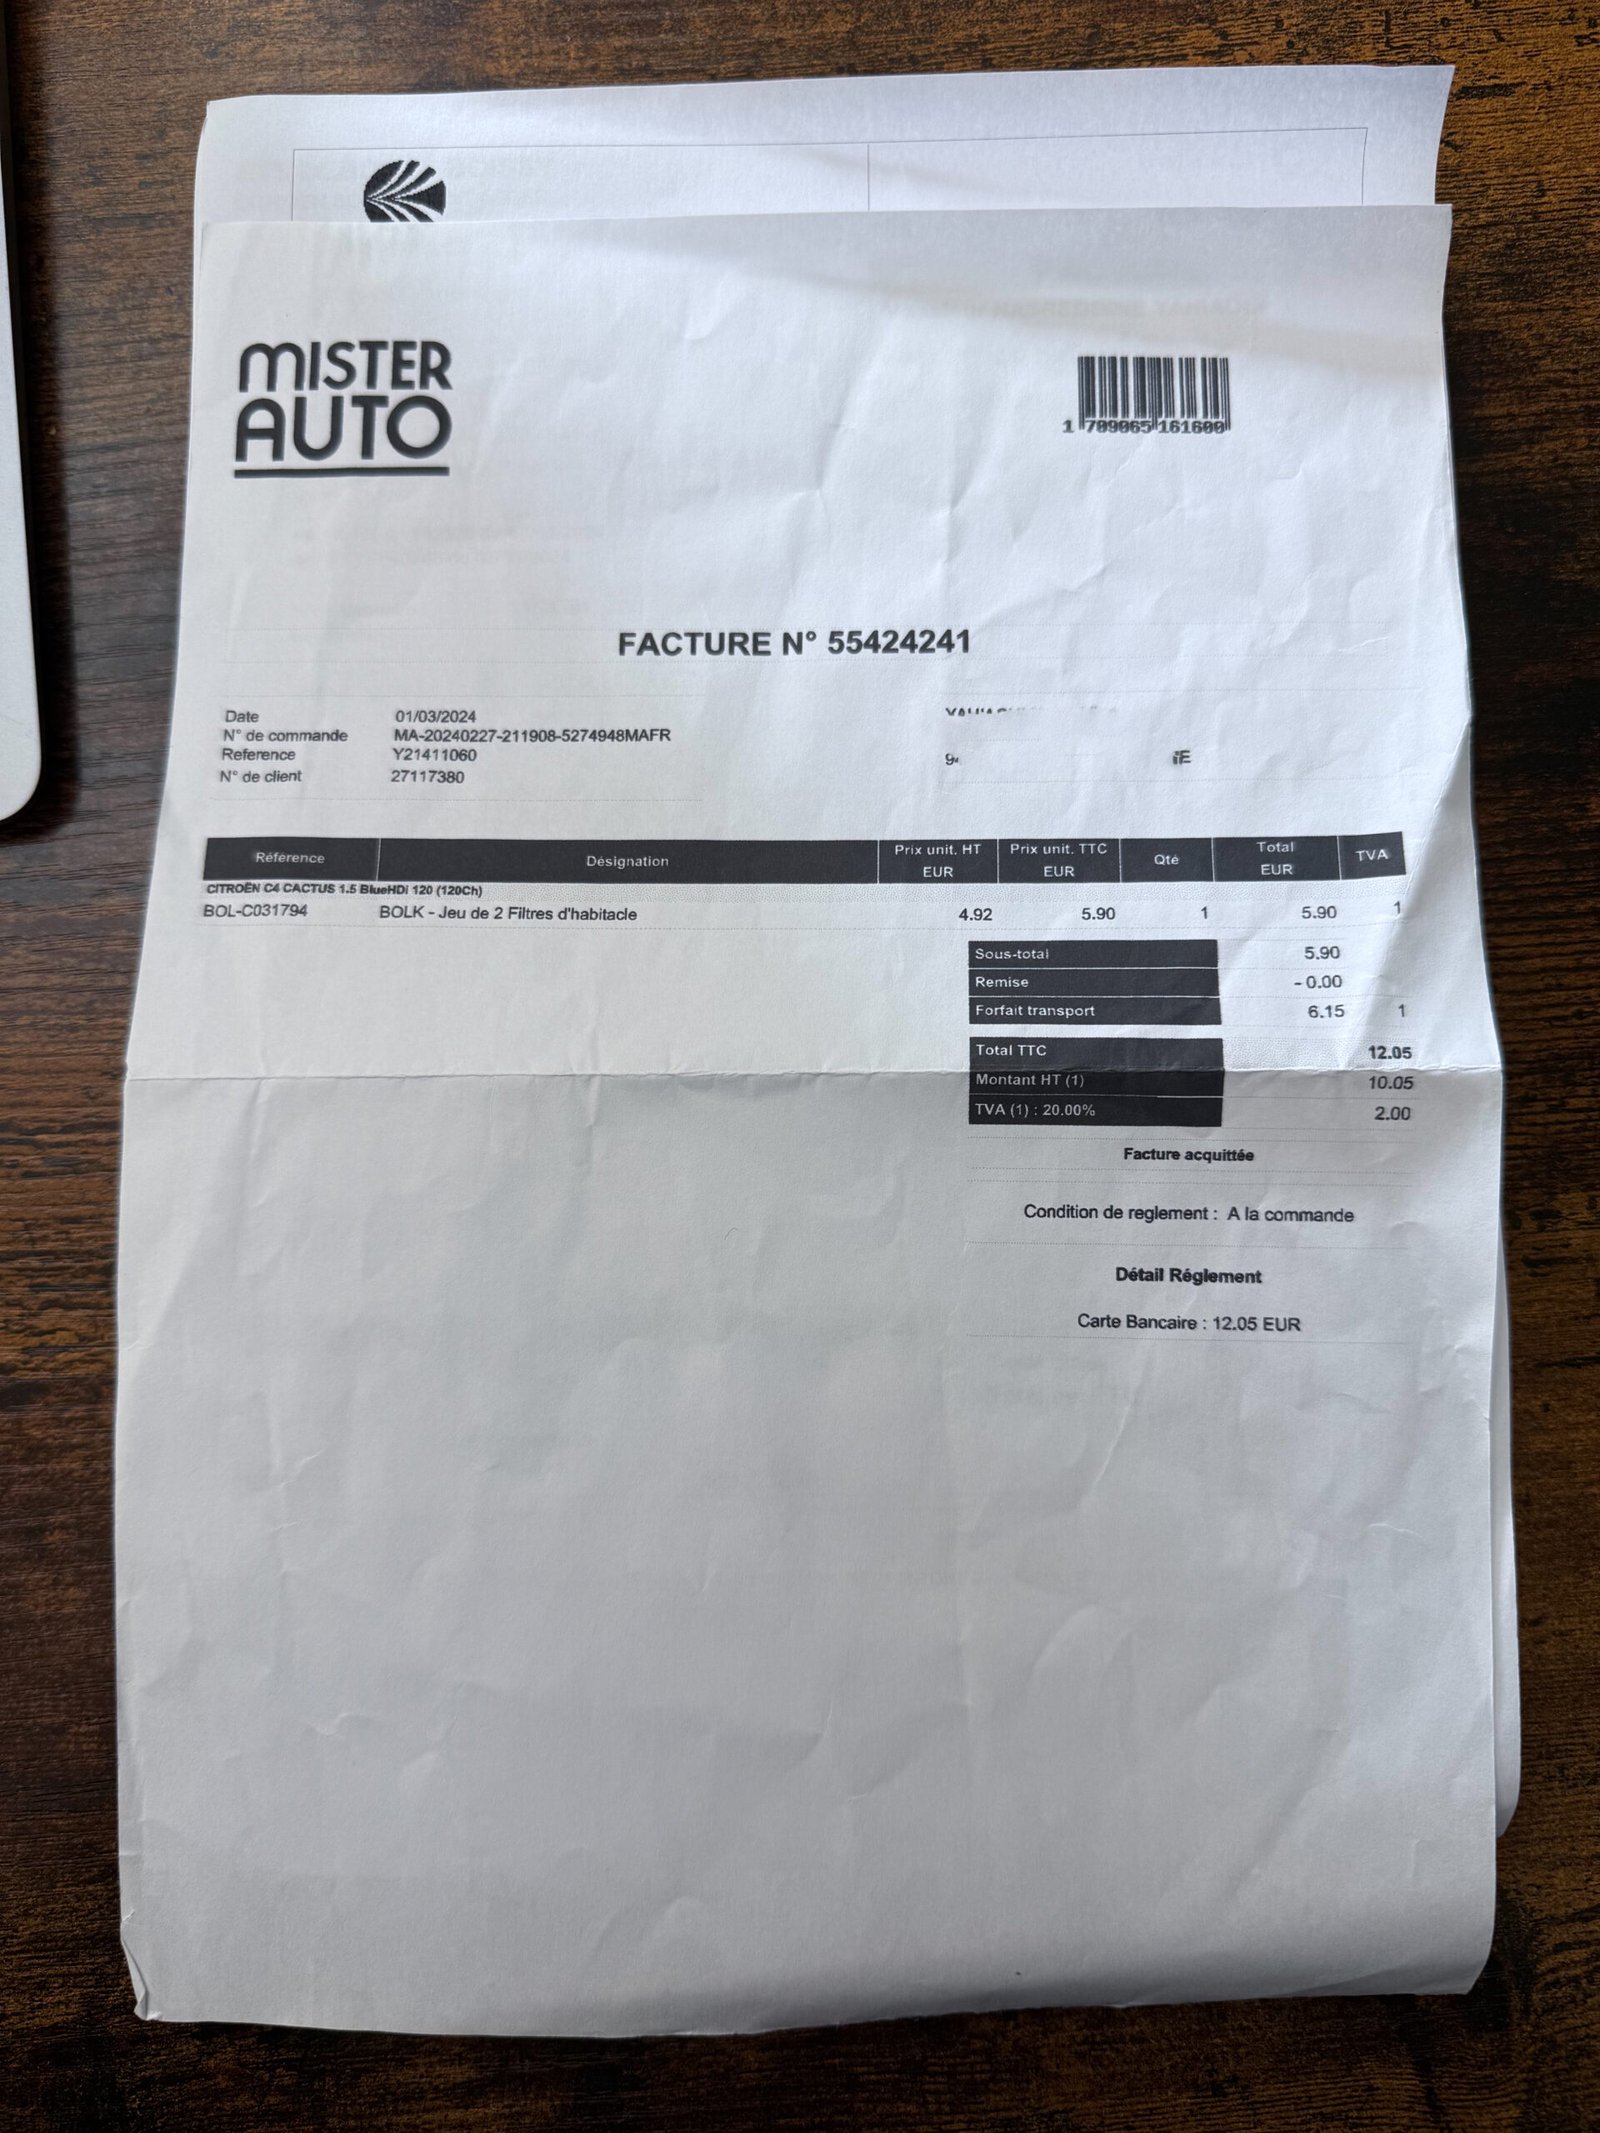 MISTER
AUTO
1 709065 161600
FACTURE N° 55424241
Date 01/03/2024
N° de commande MA-20240227-211908-5274948MAFR
Reference Y21411060
N° de client 27117380
Référence Désignation Prix unit. HT EUR Prix unit. TTC EUR Qté Total EUR TVA
CITROËN C4 CACTUS 1.5 BlueHDi 120 (120Ch)
BOL-C031794 BOLK - Jeu de 2 Filtres d'habitacle 4.92 5.90 1 5.90 1
Sous-total 5.90
Remise - 0.00
Forfait transport 6.15 1
Total TTC 12.05
Montant HT (1) 10.05
TVA (1) : 20.00% 2.00
Facture acquittée
Condition de reglement : A la commande
Détail Réglement
Carte Bancaire : 12.05 EUR